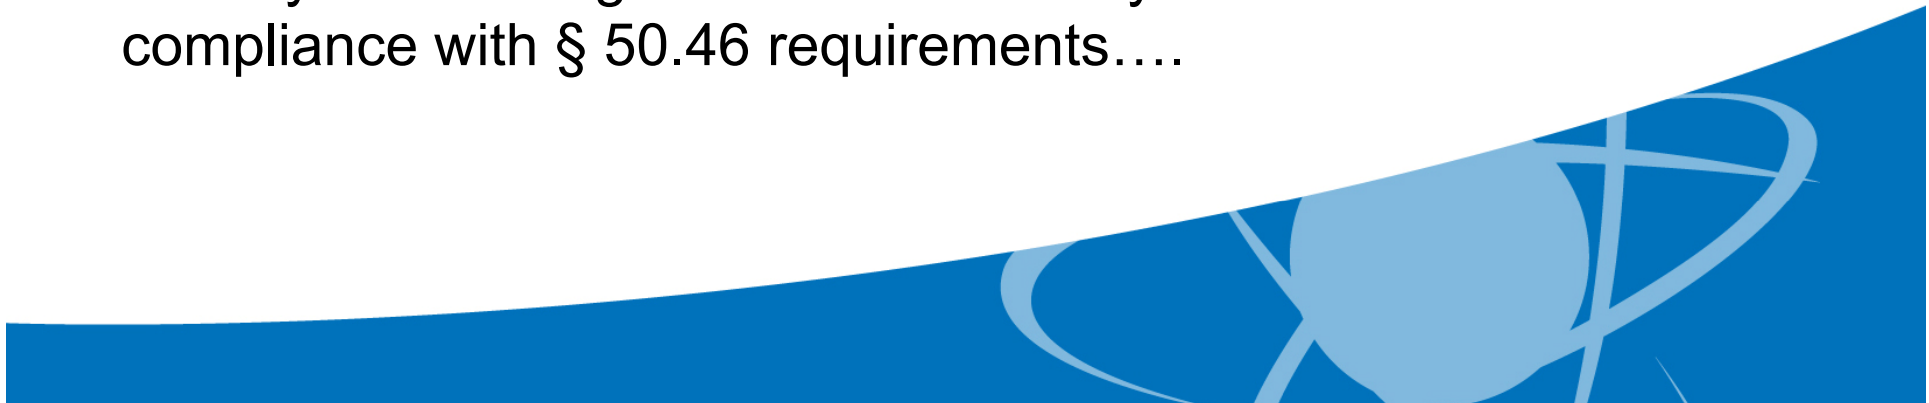 compliance with § 50.46 requirements….